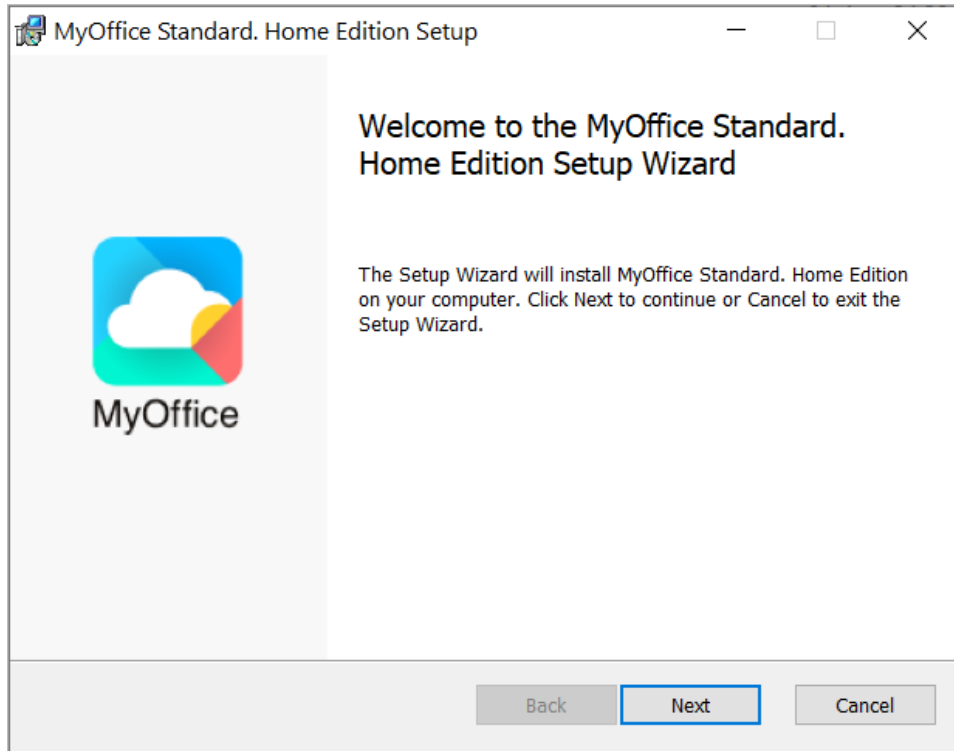 MyOffice Standard. Home Edition Setup
Welcome to the MyOffice Standard.
Home Edition Setup Wizard
The Setup Wizard will install MyOffice Standard. Home Edition
on your computer. Click Next to continue or Cancel to exit the
Setup Wizard.
MyOffice
Back
Next
Cancel